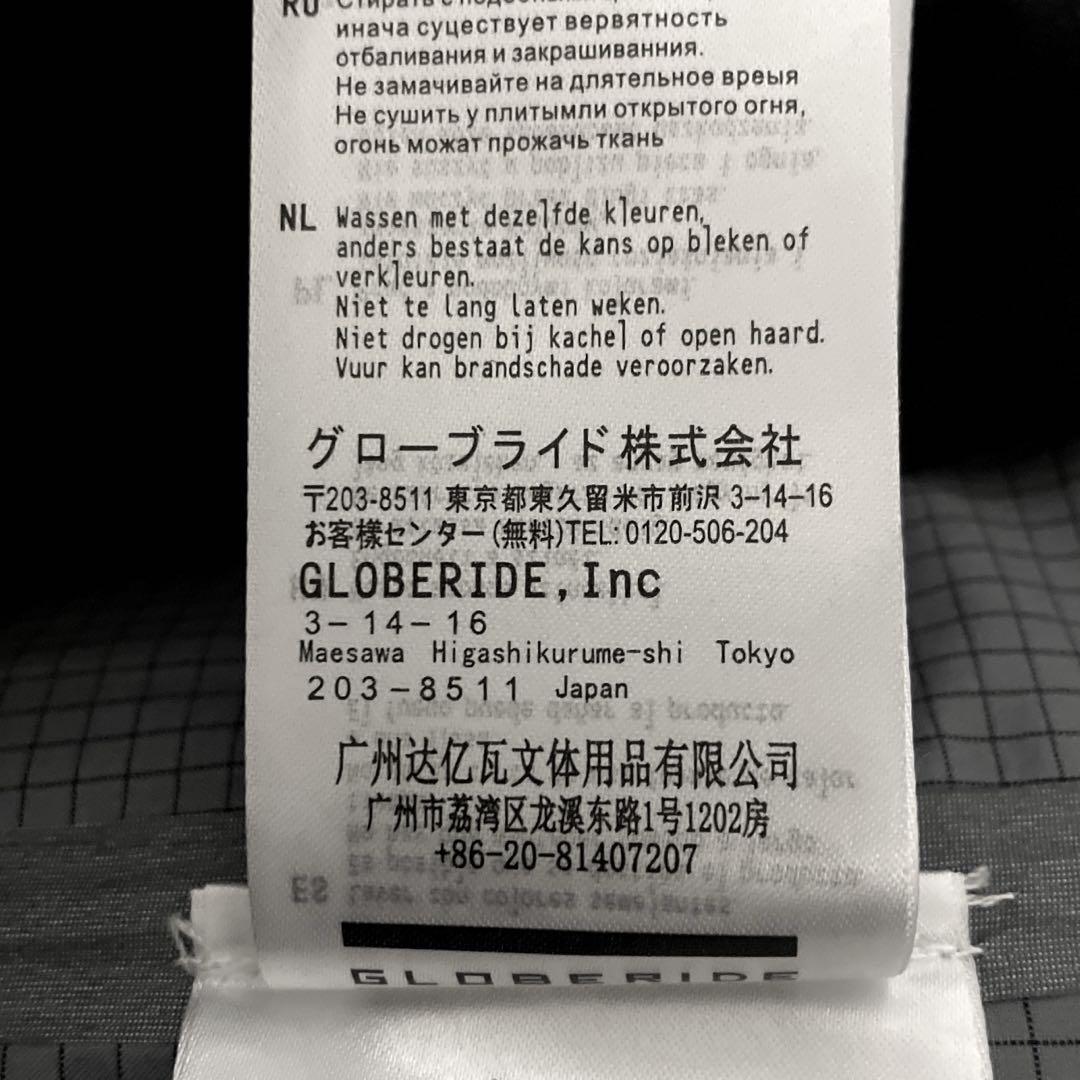 RU Стирать с подобными
инача суцествует вервятность
отбаливания и закрашиванния.
Не замачивайте на длятельное вреыя
Не сушить у плитымли открытого огня,
огонь можат прожачь ткань
NL Wassen met dezelfde kleuren,
anders bestaat de kans op bleken of
verkleuren.
Niet te lang laten weken.
Niet drogen bij kachel of open haard.
Vuur kan brandschade veroorzaken.
グローブライド株式会社
〒203-8511 東京都東久留米市前沢 3-14-16
お客様センター(無料)TEL: 0120-506-204
GLOBERIDE, Inc
3-14-16
Maesawa Higashikurume-shi Tokyo
203-8511 Japan
广州达亿瓦文体用品有限公司
广州市荔湾区龙溪东路1号1202房
+86-20-81407207
GLOBERIDE